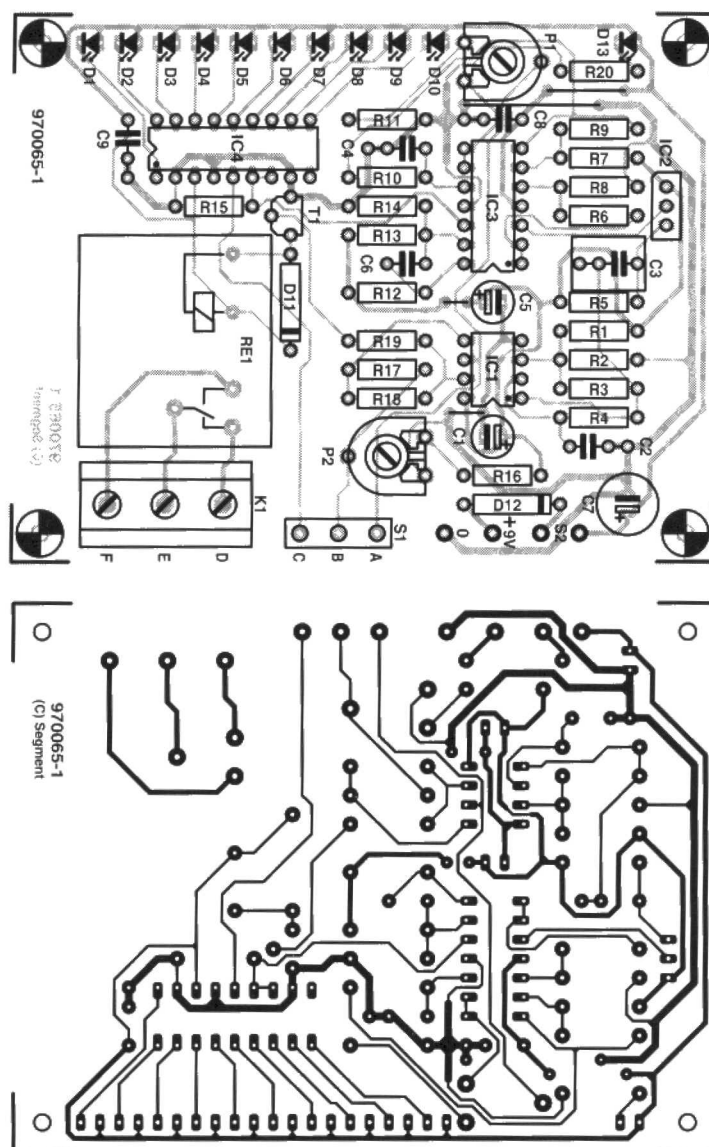 D1
D2
D3
D4
D5
D6
D7
D8
D9
D10
P1
D13
R20
970065-1
C9
IC4
R11
C8
R9
IC2
C4
R7
R10
IC3
R8
R15
T1
R14
R6
R13
C6
C3
D11
R12
C5
R5
R1
RE1
R19
IC1
R2
R17
R3
R18
R4
970065-1
(C) Segment
P2
C1
C2
R16
K1
D12
C7
F
E
D
C
B
A
S1
0
+9V
S2
970065-1
(C) Segment